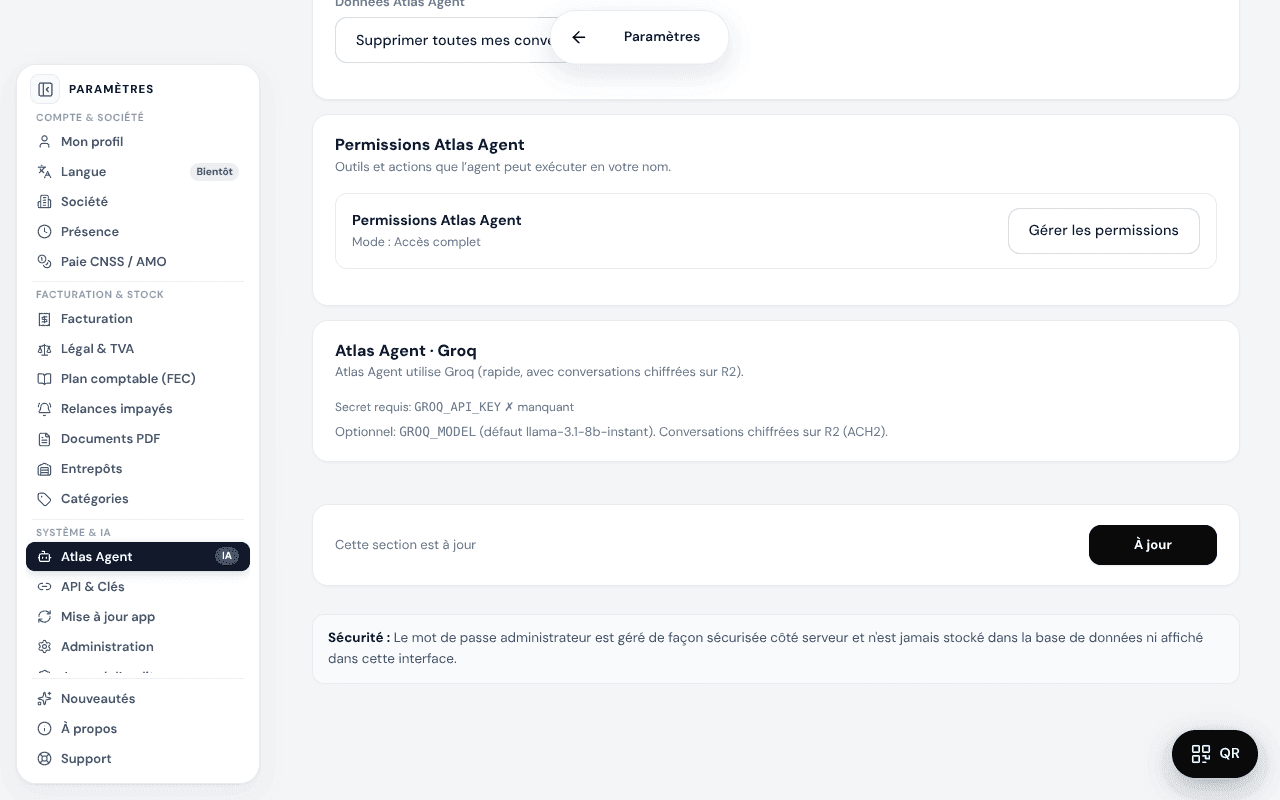 Données Atlas Agent
Supprimer toutes mes conve
Paramètres
PARAMÈTRES
COMPTE & SOCIÉTÉ
Mon profil
Langue
Bientôt
Société
Présence
Paie CNSS / AMO
FACTURATION & STOCK
Facturation
Légal & TVA
Plan comptable (FEC)
Relances impayés
Documents PDF
Entrepôts
Catégories
SYSTÈME & IA
Atlas Agent
IA
API & Clés
Mise à jour app
Administration
Nouveautés
À propos
Support
Permissions Atlas Agent
Outils et actions que l’agent peut exécuter en votre nom.
Permissions Atlas Agent
Mode : Accès complet
Gérer les permissions
Atlas Agent · Groq
Atlas Agent utilise Groq (rapide, avec conversations chiffrées sur R2).
Secret requis: GROQ_API_KEY ✗ manquant
Optionnel: GROQ_MODEL (défaut llama-3.1-8b-instant). Conversations chiffrées sur R2 (ACH2).
Cette section est à jour
À jour
Sécurité : Le mot de passe administrateur est géré de façon sécurisée côté serveur et n'est jamais stocké dans la base de données ni affiché
dans cette interface.
QR